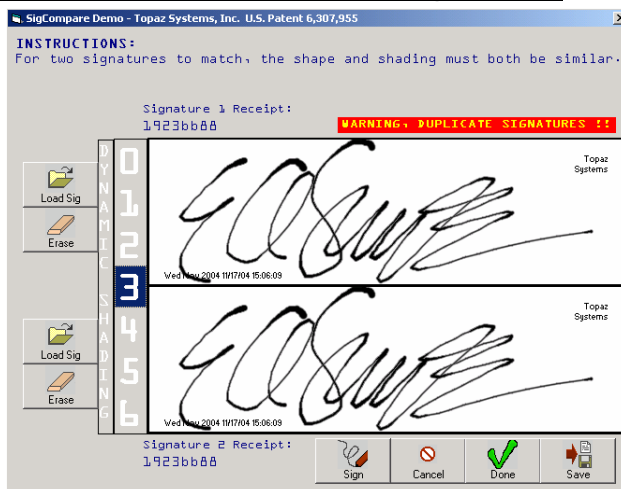 SigCompare Demo - Topaz Systems, Inc. U.S. Patent 6,307,955
INSTRUCTIONS:
For two signatures to match, the shape and shading must both be similar.
Signature 1 Receipt:
1923bb88
WARNING, DUPLICATE SIGNATURES !!
DYNAMIC SHADING
0
1
2
3
4
5
6
Load Sig
Erase
Topaz
Systems
Wed Nov 2004 11/17/04 15:06:09
Load Sig
Erase
Topaz
Systems
Wed Nov 2004 11/17/04 15:06:09
Signature 2 Receipt:
1923bb88
Sign
Cancel
Done
Save